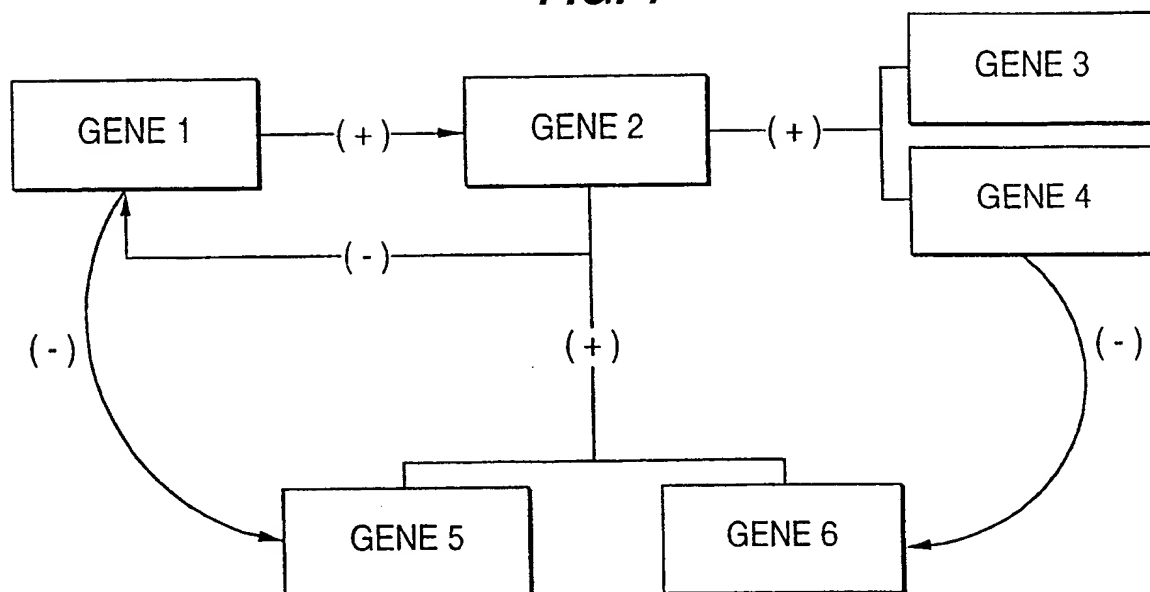 GENE 3
GENE 1
(+)
GENE 2
(+)
GENE 4
(-)
(-)
(+)
(-)
GENE 5
GENE 6